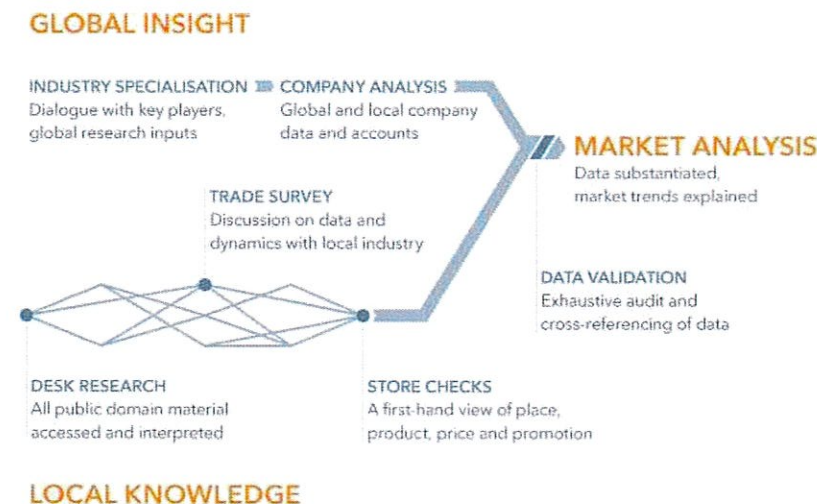 GLOBAL INSIGHT
INDUSTRY SPECIALISATION
Dialogue with key players,
global research inputs
COMPANY ANALYSIS
Global and local company
data and accounts
MARKET ANALYSIS
Data substantiated,
market trends explained
TRADE SURVEY
Discussion on data and
dynamics with local industry
DATA VALIDATION
Exhaustive audit and
cross-referencing of data
DESK RESEARCH
All public domain material
accessed and interpreted
STORE CHECKS
A first-hand view of place,
product, price and promotion
LOCAL KNOWLEDGE